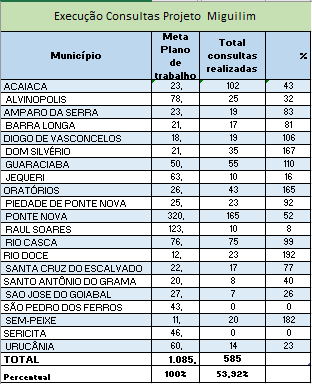 Execução Consultas Projeto Miguilim
Município Meta Plano de trabalho Total consultas realizadas %
ACAIACA 23, 102 43
ALVINOPOLIS 78, 25 32
AMPARO DA SERRA 23, 19 83
BARRA LONGA 21, 17 81
DIOGO DE VASCONCELOS 18, 19 106
DOM SILVÉRIO 21, 35 167
GUARACIABA 50, 55 110
JEQUERI 63, 10 16
ORATÓRIOS 26, 43 165
PIEDADE DE PONTE NOVA 25, 23 92
PONTE NOVA 320, 165 52
RAUL SOARES 123, 10 8
RIO CASCA 76, 75 99
RIO DOCE 12, 23 192
SANTA CRUZ DO ESCALVADO 22, 17 77
SANTO ANTÔNIO DO GRAMA 20, 8 40
SAO JOSE DO GOIABAL 27, 7 26
SÃO PEDRO DOS FERROS 43, 0 0
SEM-PEIXE 11, 20 182
SERICITA 46, 0 0
URUCÂNIA 60, 14 23
TOTAL 1.085, 585
Percentual 100% 53,92%